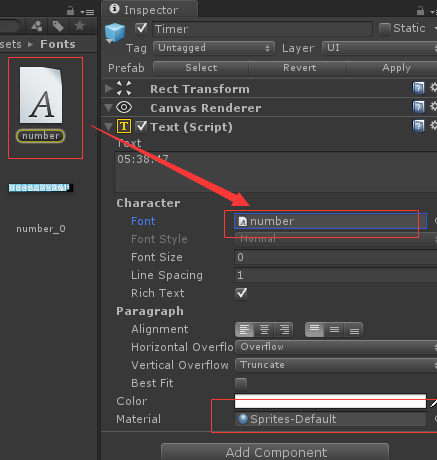 Inspector
Timer
Static
Tag Untagged Layer UI
Prefab Select Revert Apply
ssets Fonts
number
number_0
Rect Transform
Canvas Renderer
Text (Script)
Text
05:38:47
Character
Font number
Font Style Normal
Font Size 0
Line Spacing 1
Rich Text
Paragraph
Alignment
Horizontal Overflo Overflow
Vertical Overflow Truncate
Best Fit
Color
Material Sprites-Default
Add Component